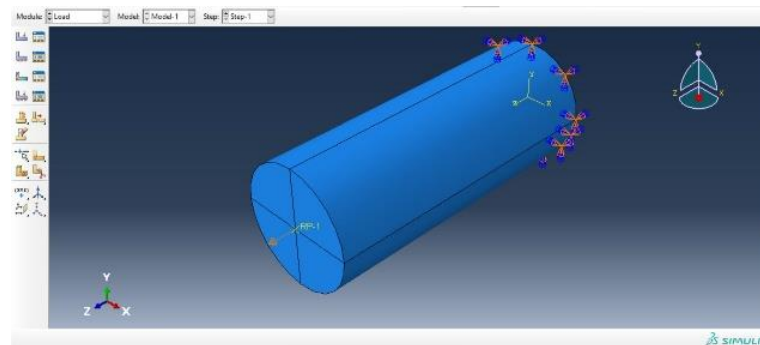 Module: Load Model: Model-1 Step: Step-1
Y
Z X
Y
X
RP-1
Y
Z X
SIMULI